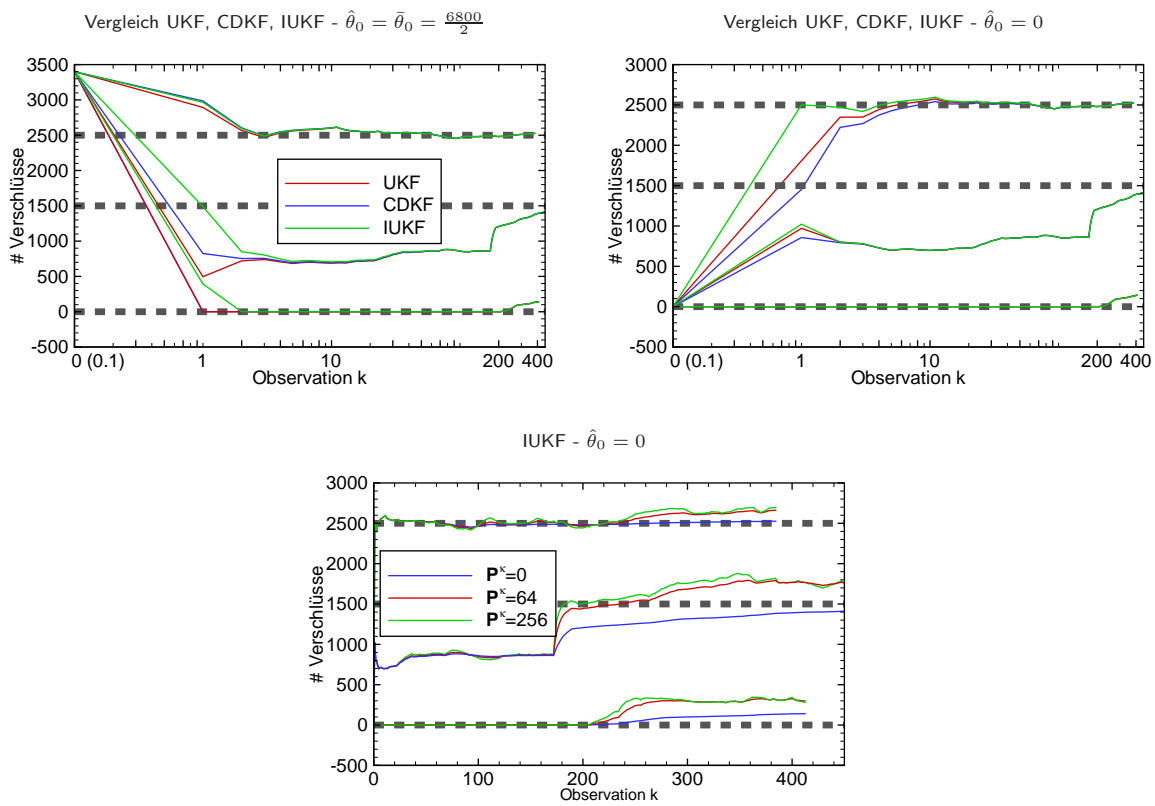 Vergleich UKF, CDKF, IUKF - θ̂₀ = θ̄₀ = 6800/2
3500
3000
2500
2000
1500
1000
500
0
-500
# Verschlüsse
UKF
CDKF
IUKF
0 (0.1) 1 10 200 400
Observation k
Vergleich UKF, CDKF, IUKF - θ̂₀ = 0
3000
2500
2000
1500
1000
500
0
-500
# Verschlüsse
0 (0.1) 1 10 200 400
Observation k
IUKF - θ̂₀ = 0
3000
2500
2000
1500
1000
500
0
-500
# Verschlüsse
P^κ=0
P^κ=64
P^κ=256
0 100 200 300 400
Observation k